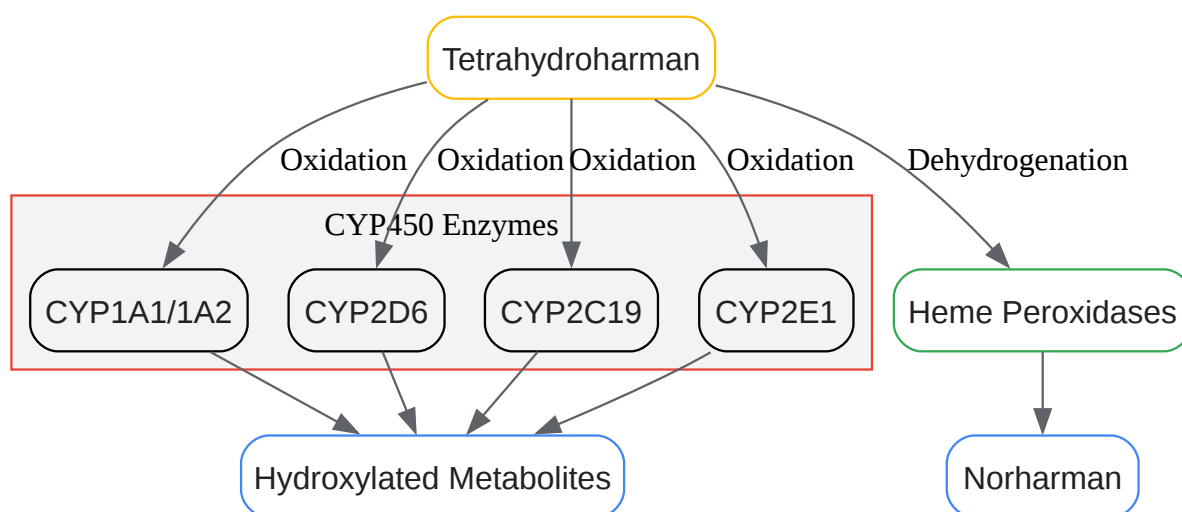 Tetrahydroharman
Oxidation
Oxidation
Oxidation
Oxidation
Dehydrogenation
CYP450 Enzymes
CYP1A1/1A2
CYP2D6
CYP2C19
CYP2E1
Heme Peroxidases
Hydroxylated Metabolites
Norharman